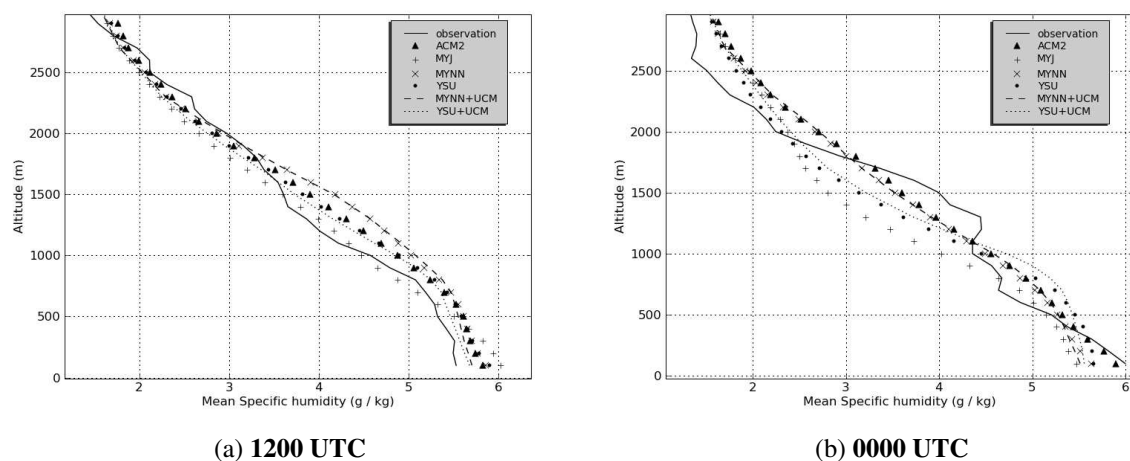 observation
ACM2
MYJ
MYNN
YSU
MYNN+UCM
YSU+UCM
2500
2000
1500
1000
500
0
Altitude (m)
2 3 4 5 6
Mean Specific humidity (g / kg)
(a) 1200 UTC
observation
ACM2
MYJ
MYNN
YSU
MYNN+UCM
YSU+UCM
2500
2000
1500
1000
500
0
Altitude (m)
2 3 4 5 6
Mean Specific humidity (g / kg)
(b) 0000 UTC